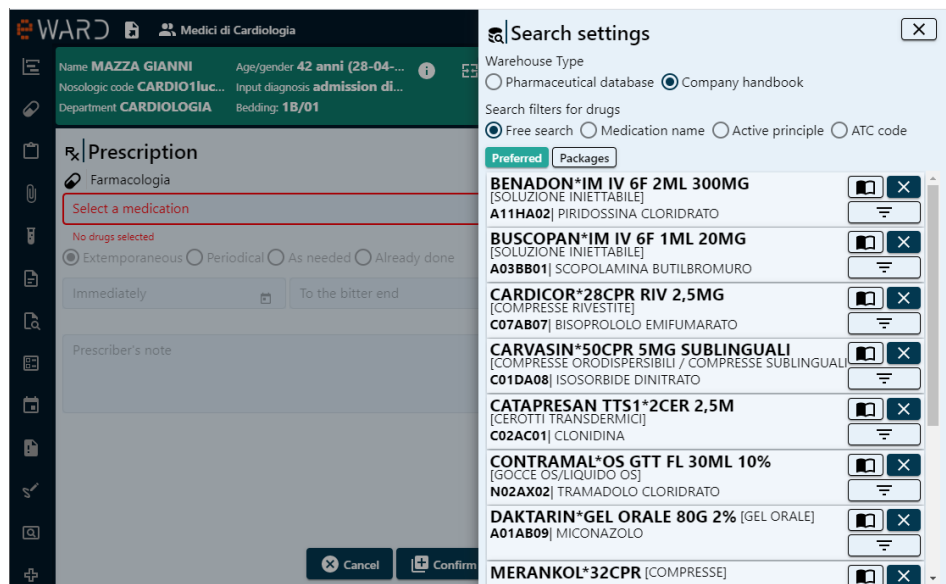 WARD Medici di Cardiologia
Name MAZZA GIANNI Age/gender 42 anni (28-04-...
Nosologic code CARDIO1luc... Input diagnosis admission di...
Department CARDIOLOGIA Bedding: 1B/01
Prescription
Farmacologia
Select a medication
No drugs selected
Extemporaneous Periodical As needed Already done
Immediately To the bitter end
Prescriber's note
Cancel Confirm
Search settings
Warehouse Type
Pharmaceutical database Company handbook
Search filters for drugs
Free search Medication name Active principle ATC code
Preferred Packages
BENADON*IM IV 6F 2ML 300MG
[SOLUZIONE INIETTABILE]
A11HA02| PIRIDOSSINA CLORIDRATO
BUSCOPAN*IM IV 6F 1ML 20MG
[SOLUZIONE INIETTABILE]
A03BB01| SCOPOLAMINA BUTILBROMURO
CARDICOR*28CPR RIV 2,5MG
[COMPRESSE RIVESTITE]
C07AB07| BISOPROLOLO EMIFUMARATO
CARVASIN*50CPR 5MG SUBLINGUALI
[COMPRESSE ORODISPERSIBILI / COMPRESSE SUBLINGUALI
C01DA08| ISOSORBIDE DINITRATO
CATAPRESAN TTS1*2CER 2,5M
[CEROTTI TRANSDERMICI]
C02AC01| CLONIDINA
CONTRAMAL*OS GTT FL 30ML 10%
[GOCCE OS/LIQUIDO OS]
N02AX02| TRAMADOLO CLORIDRATO
DAKTARIN*GEL ORALE 80G 2% [GEL ORALE]
A01AB09| MICONAZOLO
MERANKOL*32CPR [COMPRESSE]